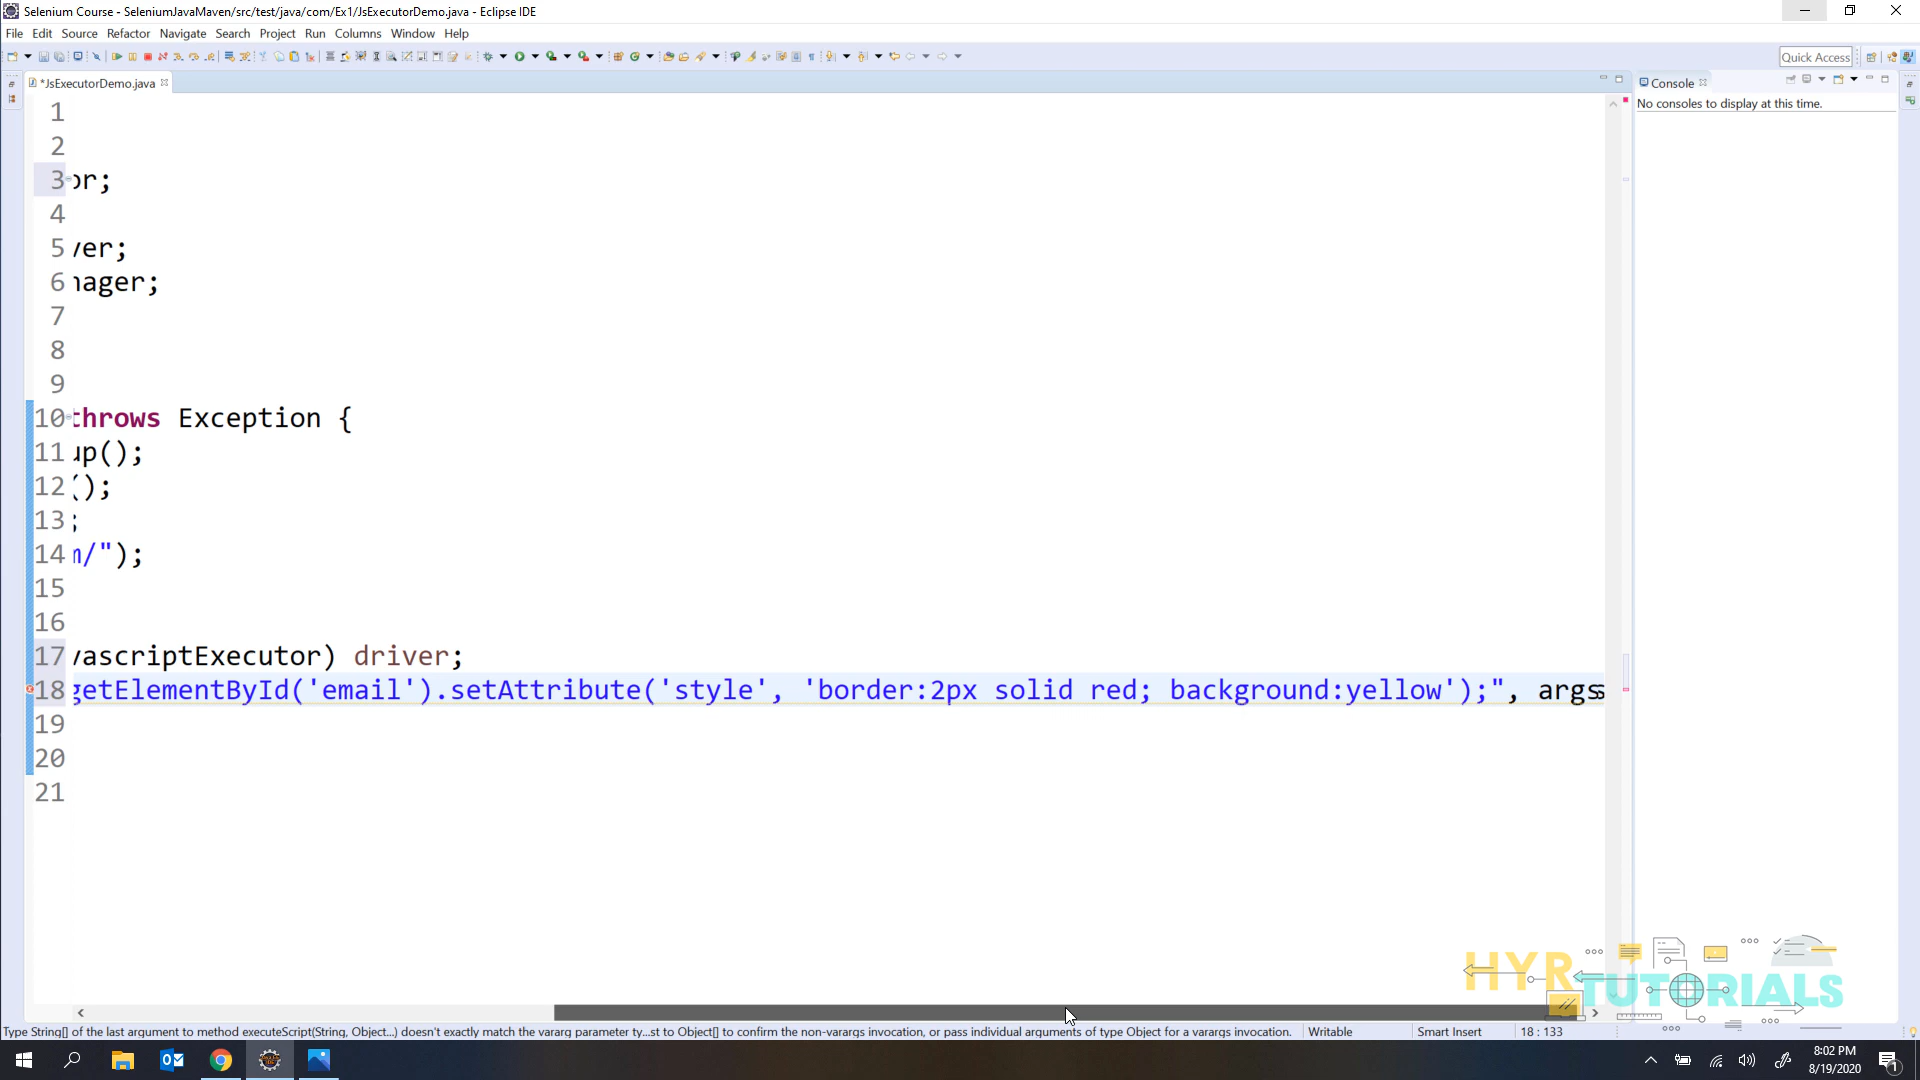 Selenium Course - SeleniumJavaMaven/src/test/java/com/Ex1/JsExecutorDemo.java - Eclipse IDE
File Edit Source Refactor Navigate Search Project Run Columns Window Help
Quick Access
*JsExecutorDemo.java
Console
No consoles to display at this time.
1
2
3 or;
4
5 ver;
6 nager;
7
8
9
10 throws Exception {
11 up();
12 ();
13 ;
14 m/");
15
16
17 vascriptExecutor) driver;
18 getElementById('email').setAttribute('style', 'border:2px solid red; background:yellow');", args
19
20
21
HYR TUTORIALS
Type String[] of the last argument to method executeScript(String, Object...) doesn't exactly match the vararg parameter ty...st to Object[] to confirm the non-varargs invocation, or pass individual arguments of type Object for a varargs invocation.
Writable
Smart Insert
18 : 133
8:02 PM
8/19/2020
1